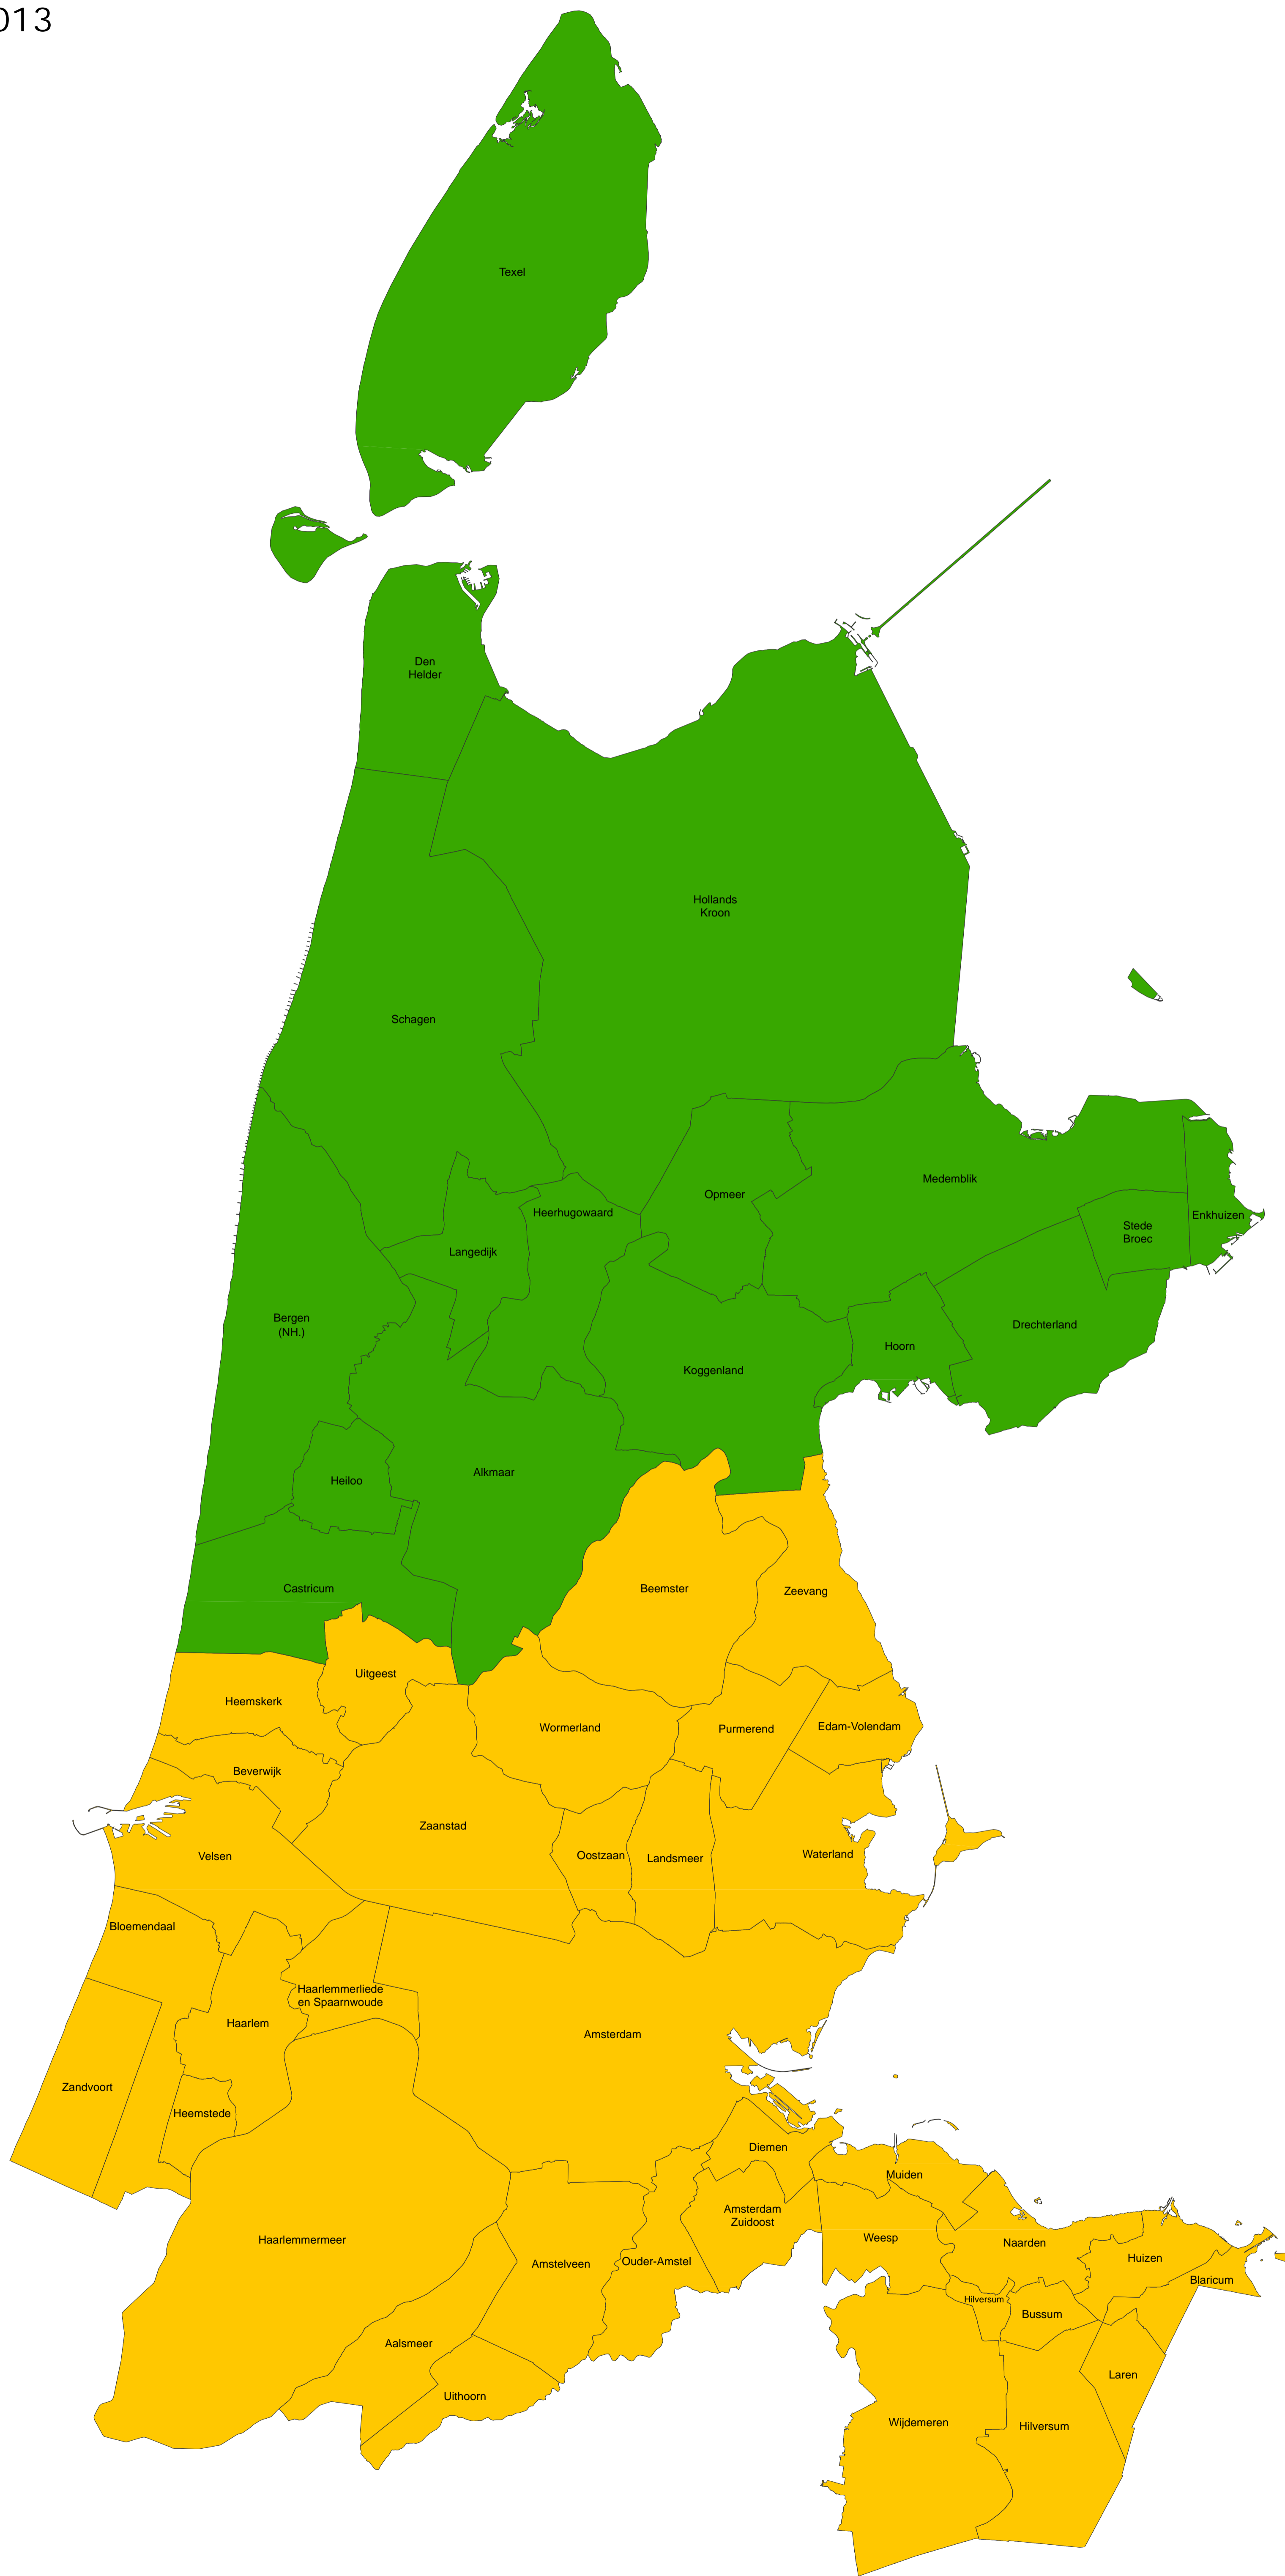 013
Texel
Den
Helder
Hollands
Kroon
Schagen
Medemblik
Opmeer
Heerhugowaard
Enkhuizen
Stede
Broec
Langedijk
Bergen
(NH.)
Drechterland
Hoorn
Koggenland
Alkmaar
Heiloo
Castricum
Beemster
Zeevang
Uitgeest
Heemskerk
Wormerland
Purmerend
Edam-Volendam
Beverwijk
Zaanstad
Velsen
Oostzaan
Landsmeer
Waterland
Bloemendaal
Haarlemmerliede
en Spaarnwoude
Haarlem
Amsterdam
Zandvoort
Heemstede
Diemen
Muiden
Amsterdam
Zuidoost
Weesp
Haarlemmermeer
Naarden
Amstelveen
Ouder-Amstel
Huizen
Blaricum
Hilversum
Bussum
Aalsmeer
Laren
Uithoorn
Wijdemeren
Hilversum